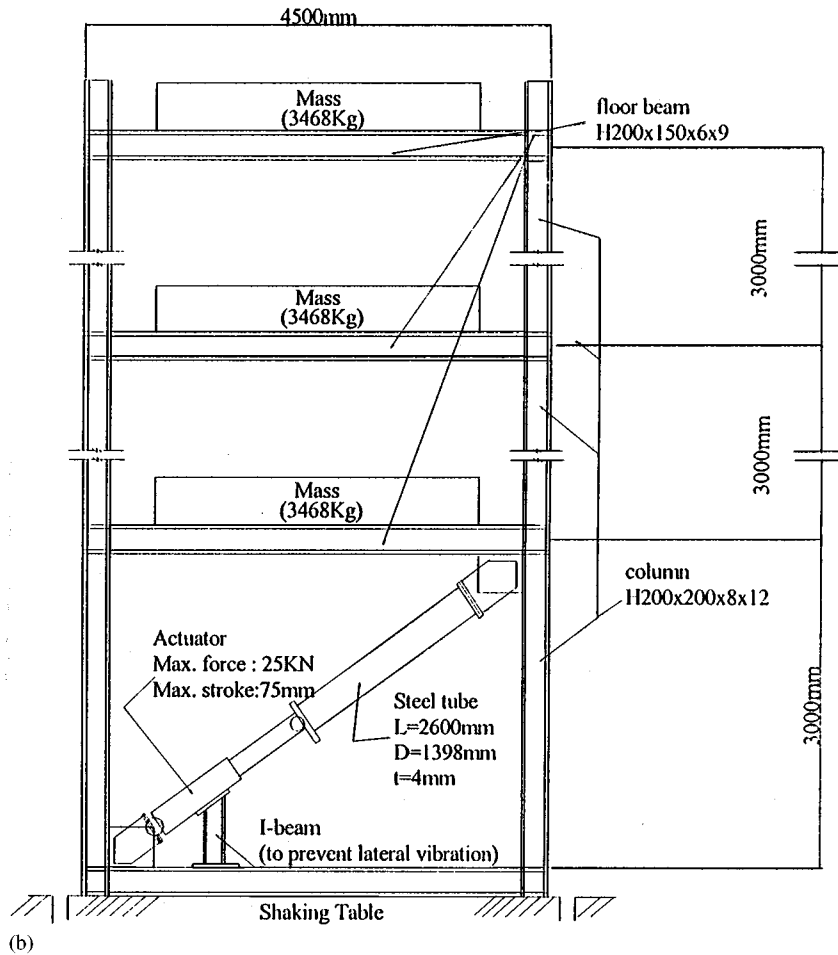 4500mm
Mass
(3468Kg)
floor beam
H200x150x6x9
3000mm
Mass
(3468Kg)
3000mm
Mass
(3468Kg)
column
H200x200x8x12
Actuator
Max. force : 25KN
Max. stroke:75mm
Steel tube
L=2600mm
D=1398mm
t=4mm
3000mm
I-beam
(to prevent lateral vibration)
Shaking Table
(b)